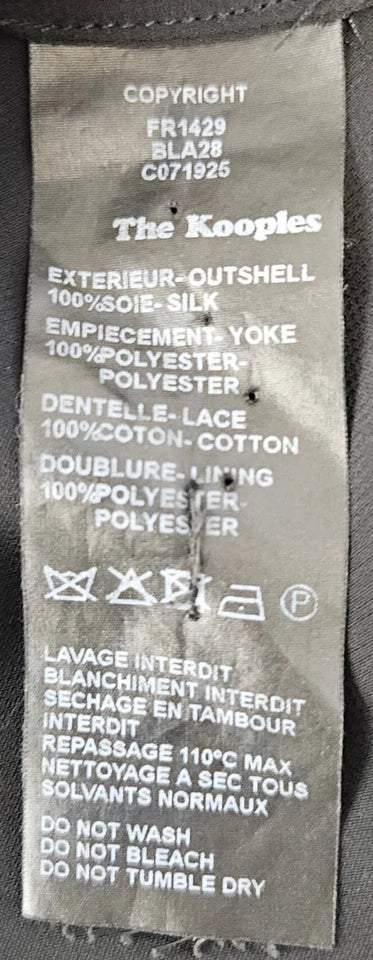 COPYRIGHT
FR1429
BLA28
C071925
The Kooples
EXTERIEUR-OUTSHELL
100%SOIE-SILK
EMPIECEMENT-YOKE
100%POLYESTER-
POLYESTER
DENTELLE-LACE
100%COTON-COTTON
DOUBLURE-LINING
100%POLYESTER-
POLYESTER
P
LAVAGE INTERDIT
BLANCHIMENT INTERDIT
SECHAGE EN TAMBOUR
INTERDIT
REPASSAGE 110°C MAX
NETTOYAGE A SEC TOUS
SOLVANTS NORMAUX
DO NOT WASH
DO NOT BLEACH
DO NOT TUMBLE DRY